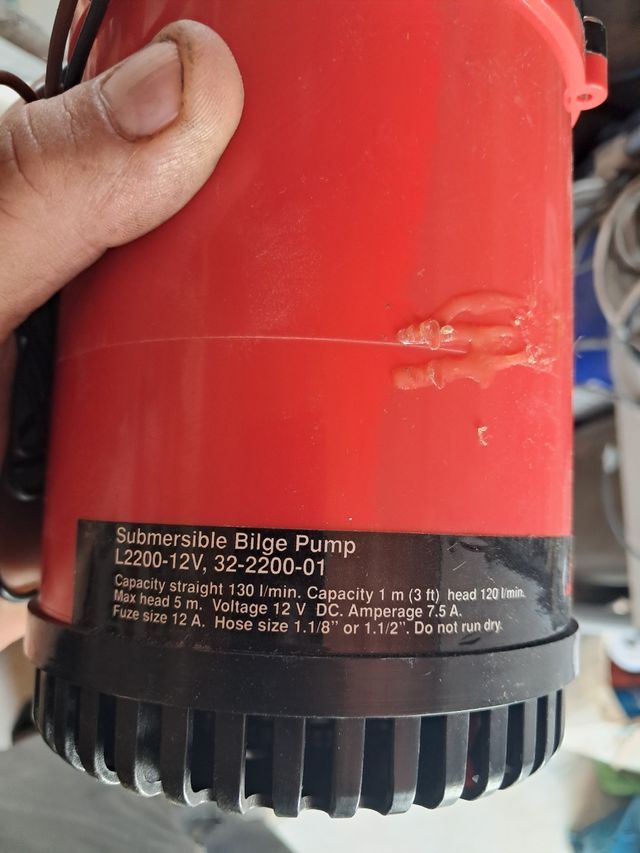 Submersible Bilge Pump
L2200-12V, 32-2200-01
Capacity straight 130 l/min. Capacity 1 m (3 ft) head 120 l/min.
Max head 5 m. Voltage 12 V DC. Amperage 7.5 A.
Fuze size 12 A. Hose size 1.1/8" or 1.1/2". Do not run dry.